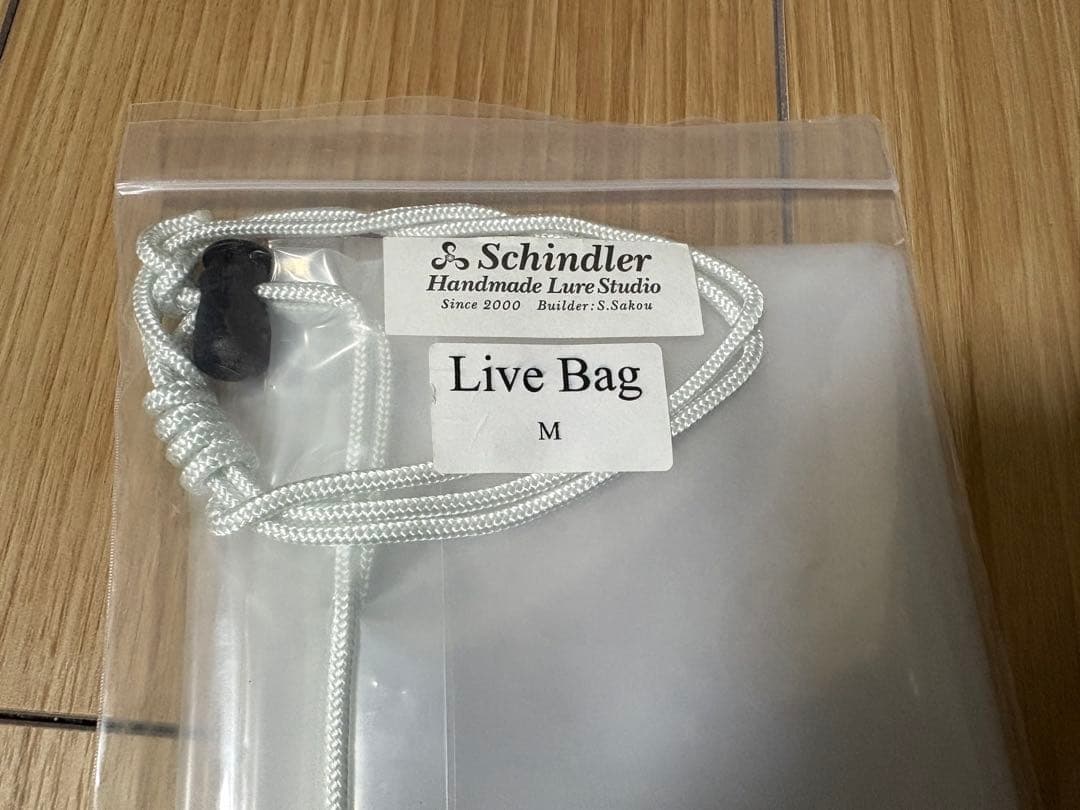 Schindler
Handmade Lure Studio
Since 2000 Builder: S.Sakou
Live Bag
M